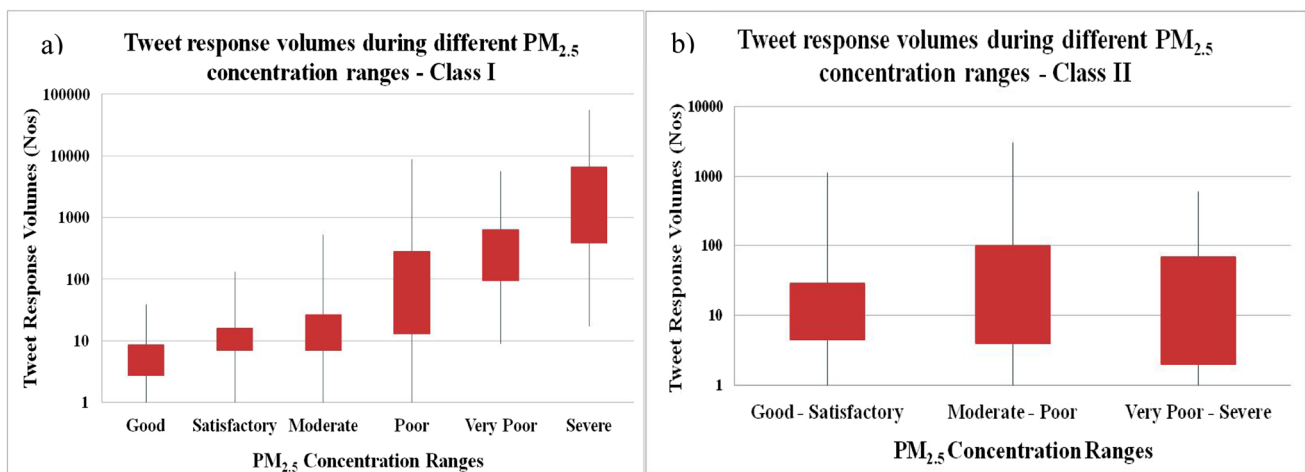 a)
Tweet response volumes during different PM2.5
concentration ranges - Class I
Tweet Response Volumes (Nos)
100000
10000
1000
100
10
1
Good Satisfactory Moderate Poor Very Poor Severe
PM2.5 Concentration Ranges
b)
Tweet response volumes during different PM2.5
concentration ranges - Class II
Tweet Response Volumes (Nos)
10000
1000
100
10
1
Good - Satisfactory Moderate - Poor Very Poor - Severe
PM2.5 Concentration Ranges